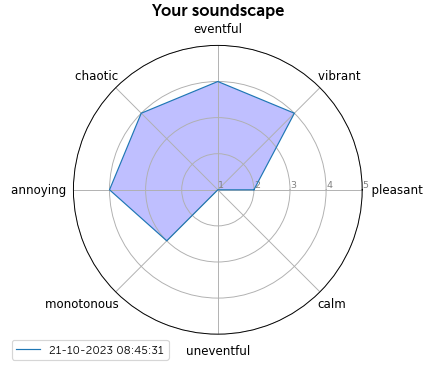 Your soundscape
eventful
chaotic
vibrant
annoying
1 2 3 4 5
pleasant
monotonous
calm
uneventful
21-10-2023 08:45:31